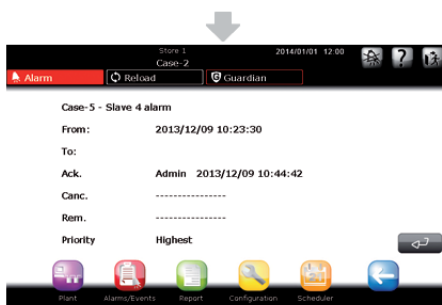 Store 1
2014/01/01 12:00
Case-2
?
Alarm
Reload
G Guardian
Case-5 - Slave 4 alarm
From: 2013/12/09 10:23:30
To:
Ack. Admin 2013/12/09 10:44:42
Canc. ----------------
Rem. ----------------
Priority Highest
Plant Alarms/Events Report Configuration Scheduler